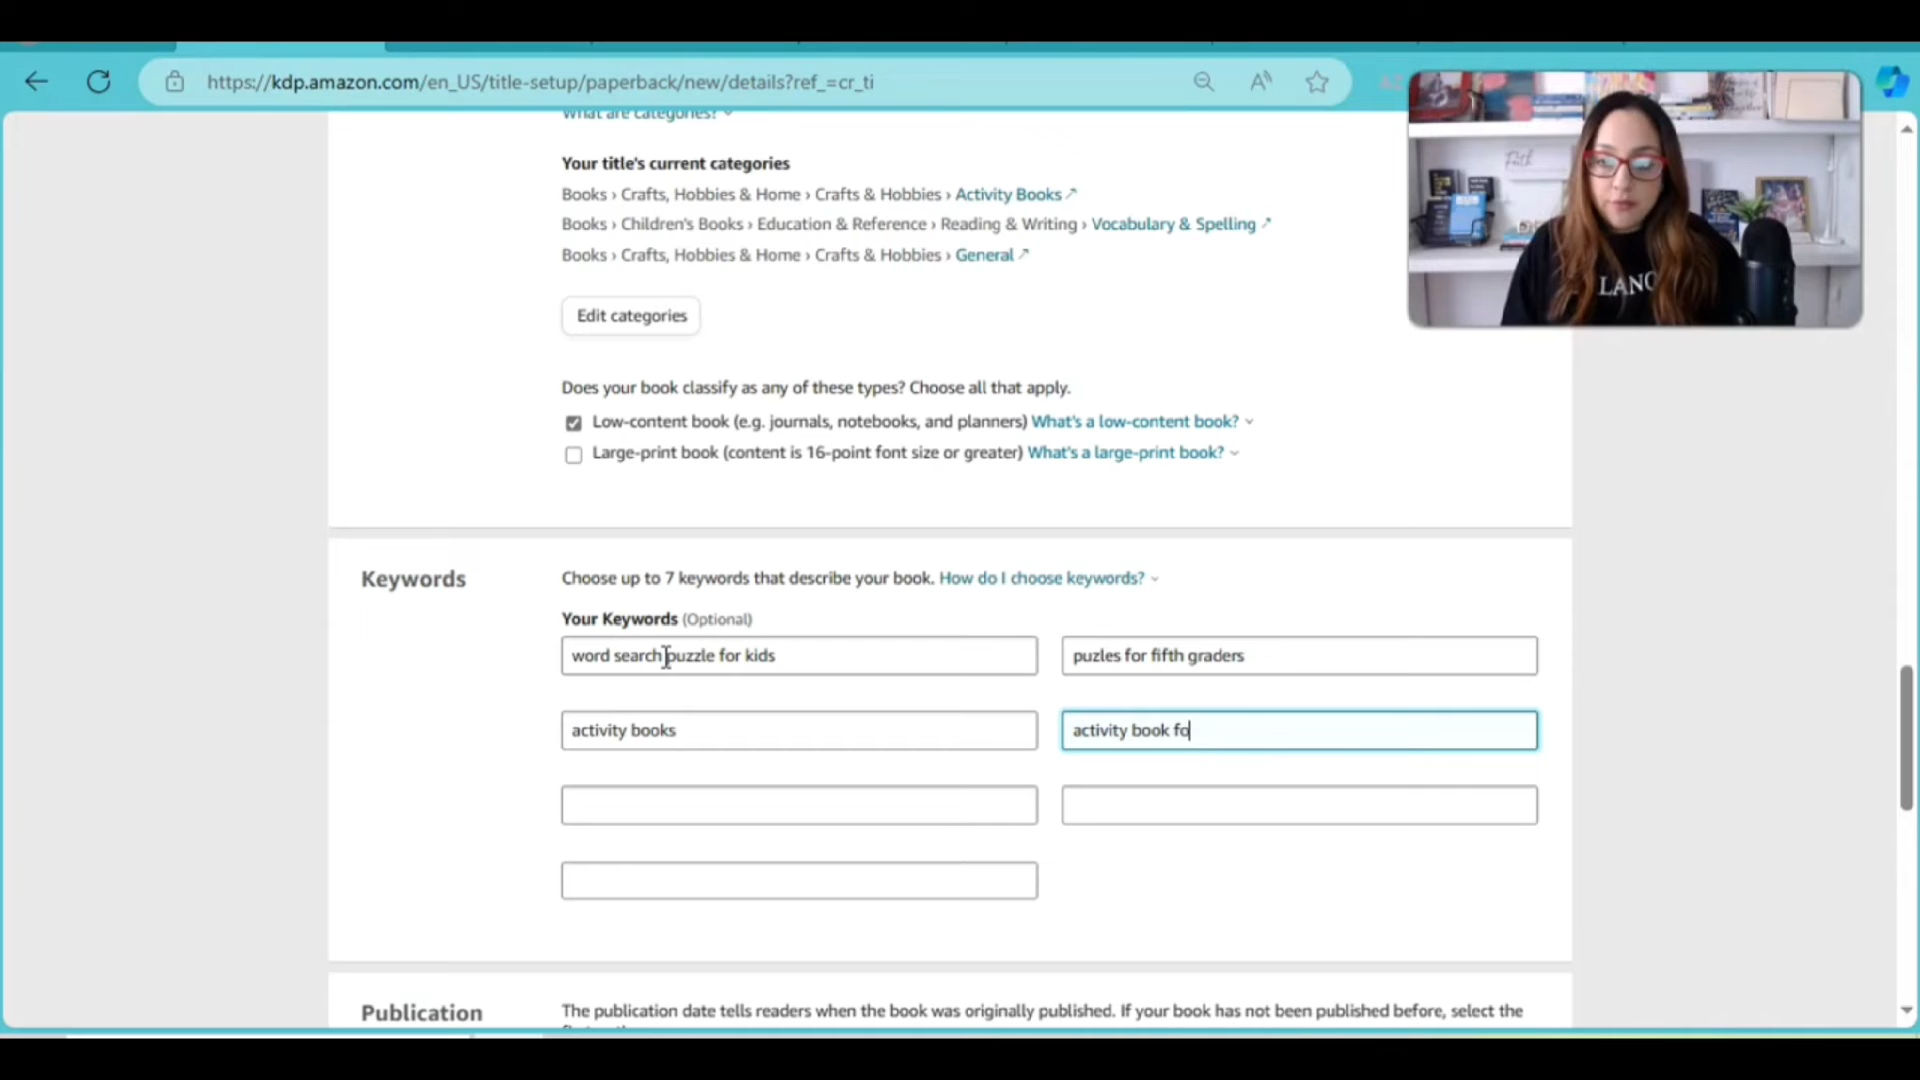 https://kdp.amazon.com/en_US/title-setup/paperback/new/details?ref_=cr_ti
What are categories?
Your title's current categories
Books › Crafts, Hobbies & Home › Crafts & Hobbies › Activity Books
Books › Children's Books › Education & Reference › Reading & Writing › Vocabulary & Spelling
Books › Crafts, Hobbies & Home › Crafts & Hobbies › General
Edit categories
Does your book classify as any of these types? Choose all that apply.
Low-content book (e.g. journals, notebooks, and planners) What's a low-content book?
Large-print book (content is 16-point font size or greater) What's a large-print book?
Keywords
Choose up to 7 keywords that describe your book. How do I choose keywords?
Your Keywords (Optional)
word search puzzle for kids
puzles for fifth graders
activity books
activity book fo
Publication
The publication date tells readers when the book was originally published. If your book has not been published before, select the
Faith
LANC